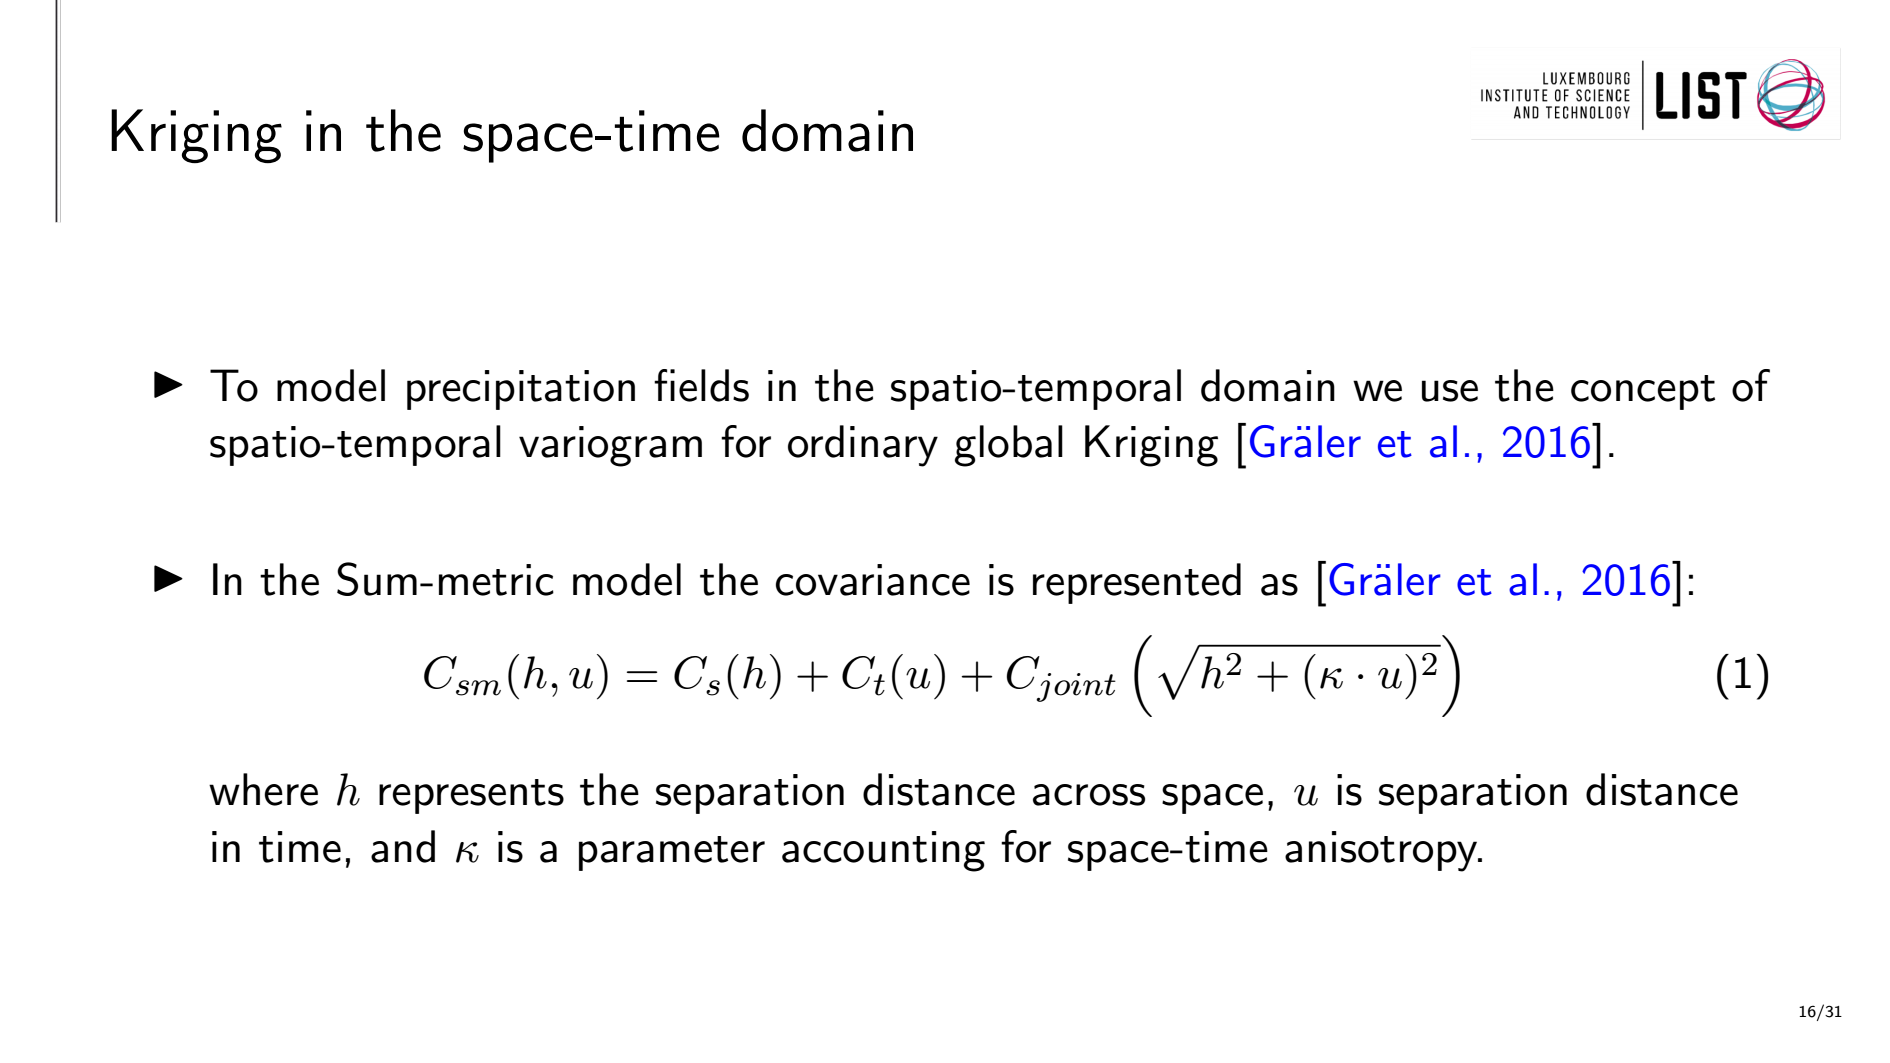 Kriging in the space-time domain
LUXEMBOURG
INSTITUTE OF SCIENCE
AND TECHNOLOGY
LIST
▶ To model precipitation fields in the spatio-temporal domain we use the concept of
spatio-temporal variogram for ordinary global Kriging [Gräler et al., 2016].
▶ In the Sum-metric model the covariance is represented as [Gräler et al., 2016]:
$C_{sm}(h, u) = C_s(h) + C_t(u) + C_{joint}\left(\sqrt{h^2 + (\kappa \cdot u)^2}\right)$ (1)
where $h$ represents the separation distance across space, $u$ is separation distance
in time, and $\kappa$ is a parameter accounting for space-time anisotropy.
16/31